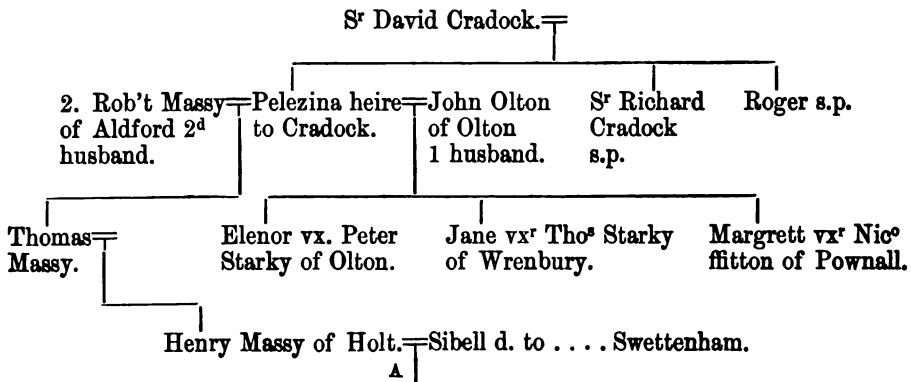 Sʳ David Cradock.
2. Rob't Massy of Aldford 2ᵈ husband.
Pelezina heire to Cradock.
John Olton of Olton 1 husband.
Sʳ Richard Cradock s.p.
Roger s.p.
Thomas Massy.
Elenor vx. Peter Starky of Olton.
Jane vxʳ Thoˢ Starky of Wrenbury.
Margrett vxʳ Nicᵒ ffitton of Pownall.
Henry Massy of Holt.
Sibell d. to . . . . Swettenham.
A